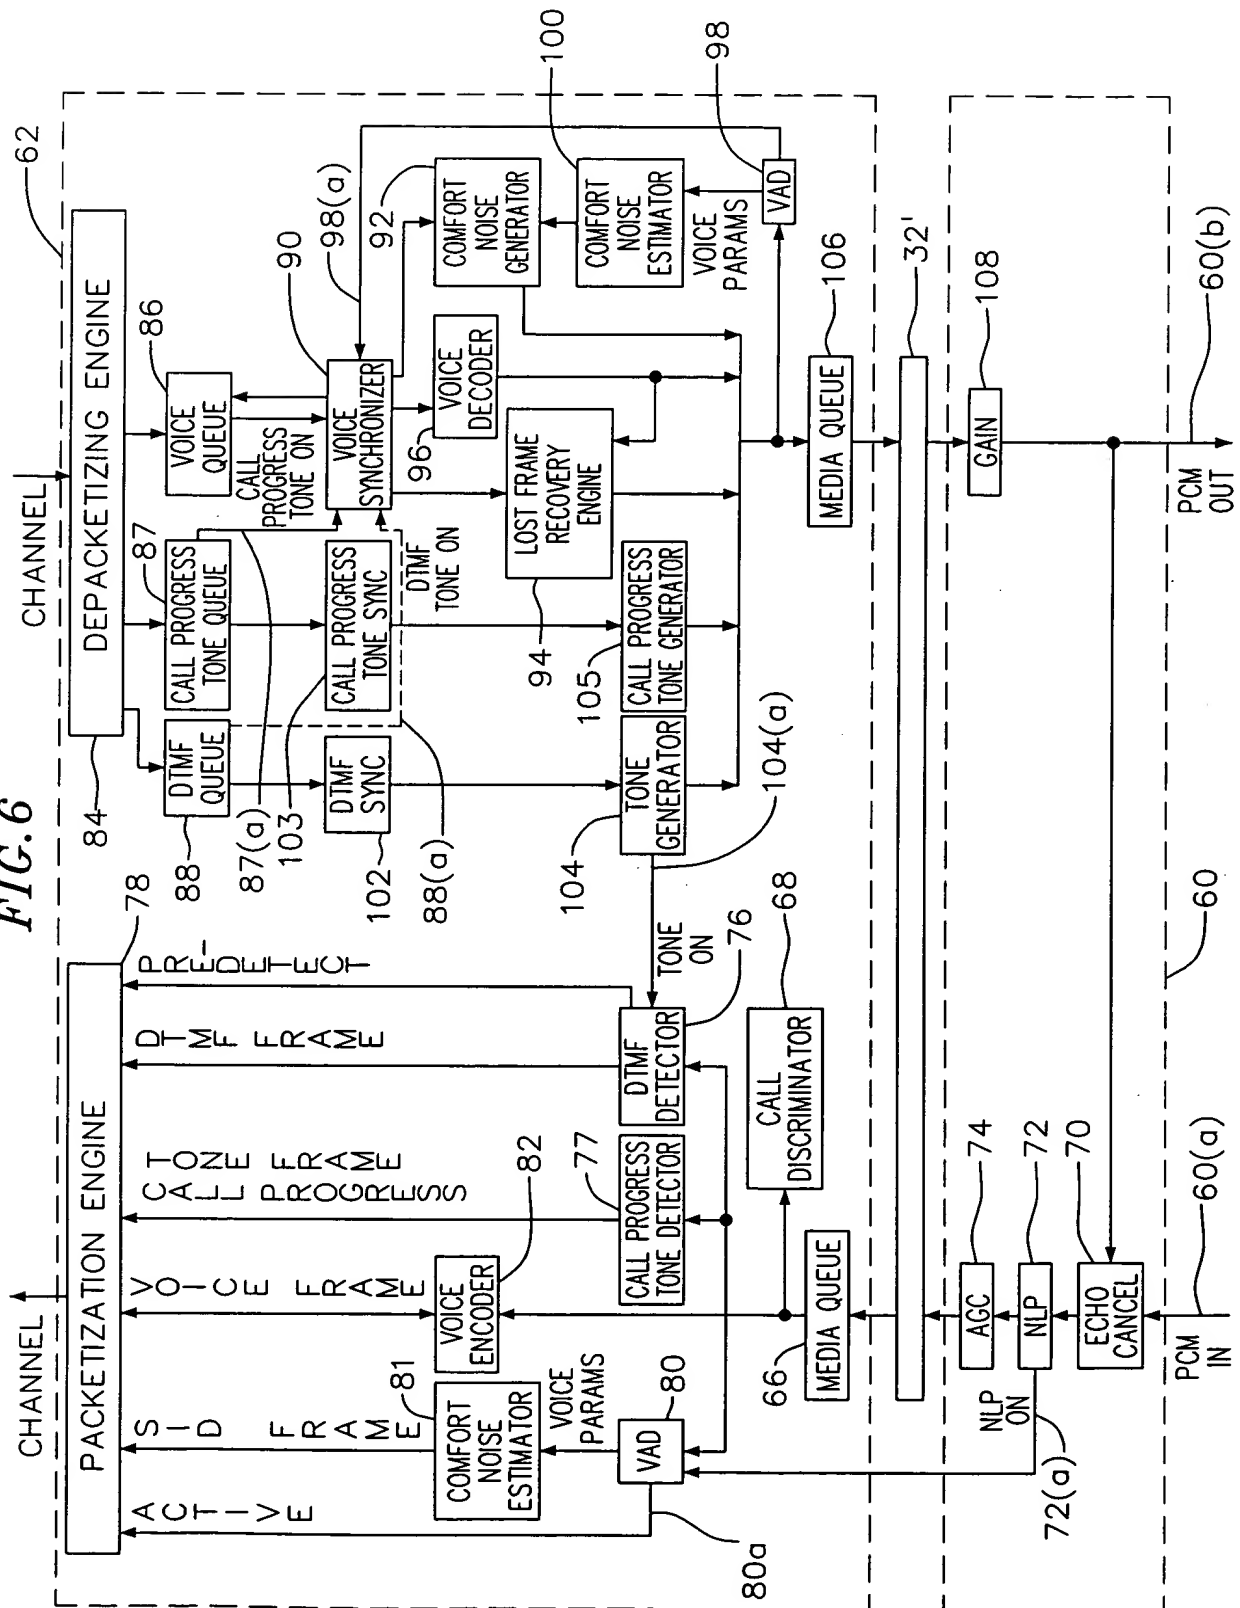 FIG.6
CHANNEL
PACKETIZATION ENGINE
78
ACTIVE
SID FRAME
VOICE FRAME
CALL PROGRESS
TONE FRAME
DTMF FRAME
PRE-
DETECT
80a
COMFORT
NOISE
ESTIMATOR
81
VOICE PARAMS
VAD
80
VOICE
ENCODER
82
CALL PROGRESS
TONE DETECTOR
77
DTMF
DETECTOR
76
TONE
ON
CALL
DISCRIMINATOR
68
MEDIA QUEUE
66
AGC
74
NLP
72
NLP
ON
72(a)
ECHO
CANCEL
70
PCM
IN
60(a)
60
CHANNEL
62
DEPACKETIZING ENGINE
84
DTMF
QUEUE
88
CALL PROGRESS
TONE QUEUE
87
87(a)
VOICE
QUEUE
86
CALL
PROGRESS
TONE ON
DTMF
SYNC
102
CALL PROGRESS
TONE SYNC
103
88(a)
DTMF
TONE ON
VOICE
SYNCHRONIZER
90
98(a)
COMFORT
NOISE
GENERATOR
92
VOICE
DECODER
96
LOST FRAME
RECOVERY
ENGINE
94
COMFORT
NOISE
ESTIMATOR
100
VOICE
PARAMS
VAD
98
TONE
GENERATOR
104
104(a)
CALL PROGRESS
TONE GENERATOR
105
MEDIA QUEUE
106
32'
GAIN
108
PCM
OUT
60(b)